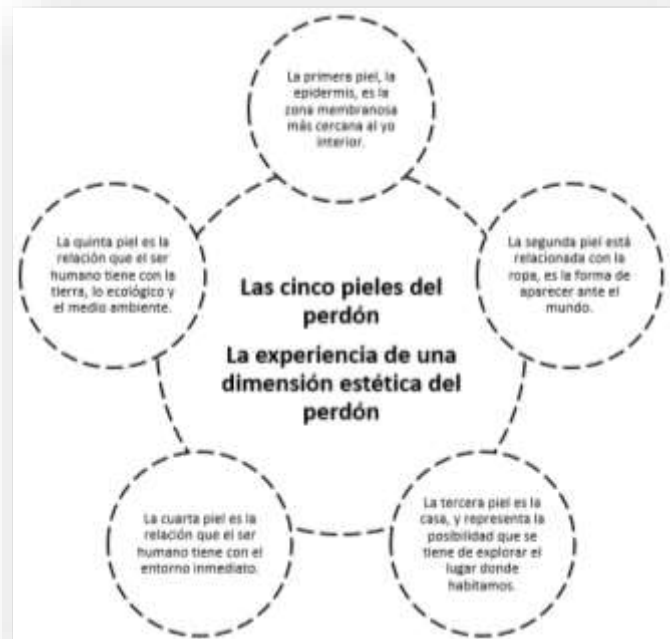 La primera piel, la
epidermis, es la
zona membranosa
más cercana al yo
interior.
La segunda piel está
relacionada con la
ropa, es la forma de
aparecer ante el
mundo.
La tercera piel es la
casa, y representa la
posibilidad que se
tiene de explorar el
lugar donde
habitamos.
La cuarta piel es la
relación que el ser
humano tiene con el
entorno inmediato.
La quinta piel es la
relación que el ser
humano tiene con la
tierra, lo ecológico y
el medio ambiente.
Las cinco pieles del
perdón
La experiencia de una
dimensión estética del
perdón